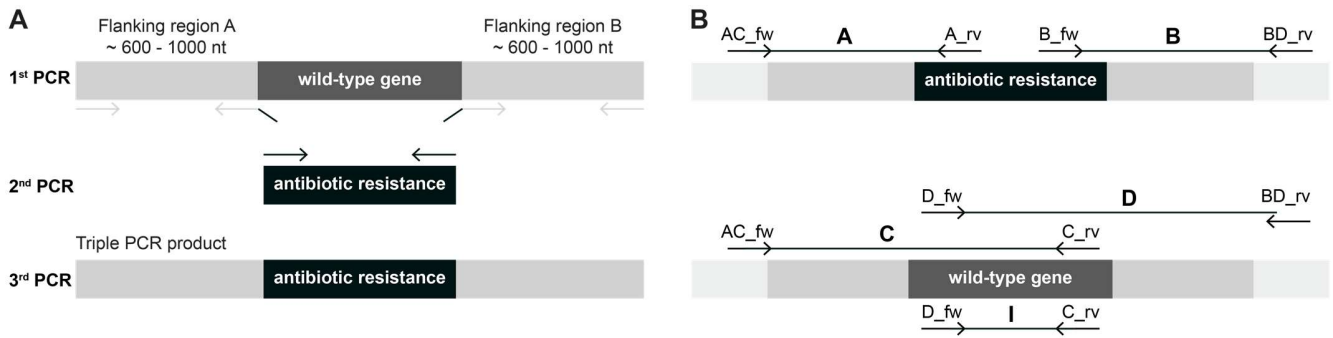 A
Flanking region A
~ 600 - 1000 nt
Flanking region B
~ 600 - 1000 nt
1st PCR
wild-type gene
2nd PCR
antibiotic resistance
Triple PCR product
3rd PCR
antibiotic resistance
B
AC_fw
A
A_rv
B_fw
B
BD_rv
antibiotic resistance
D_fw
D
BD_rv
AC_fw
C
C_rv
wild-type gene
D_fw
I
C_rv